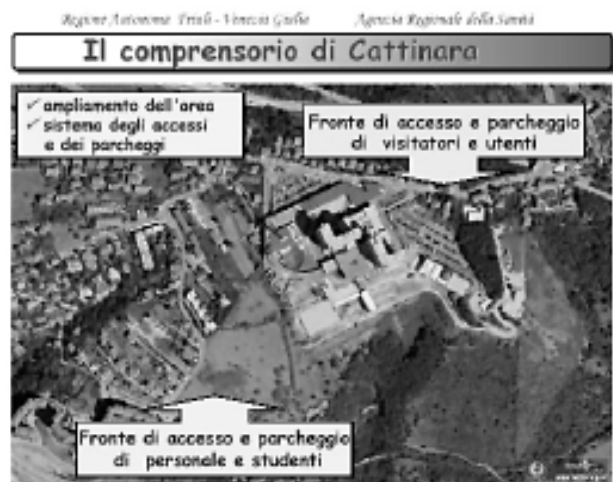 Regione Autonoma Friuli - Venezia Giulia Agenzia Regionale della Sanità
Il comprensorio di Cattinara
✓ ampliamento dell'area
✓ sistema degli accessi
e dei parcheggi
Fronte di accesso e parcheggio
di visitatori e utenti
Fronte di accesso e parcheggio
di personale e studenti